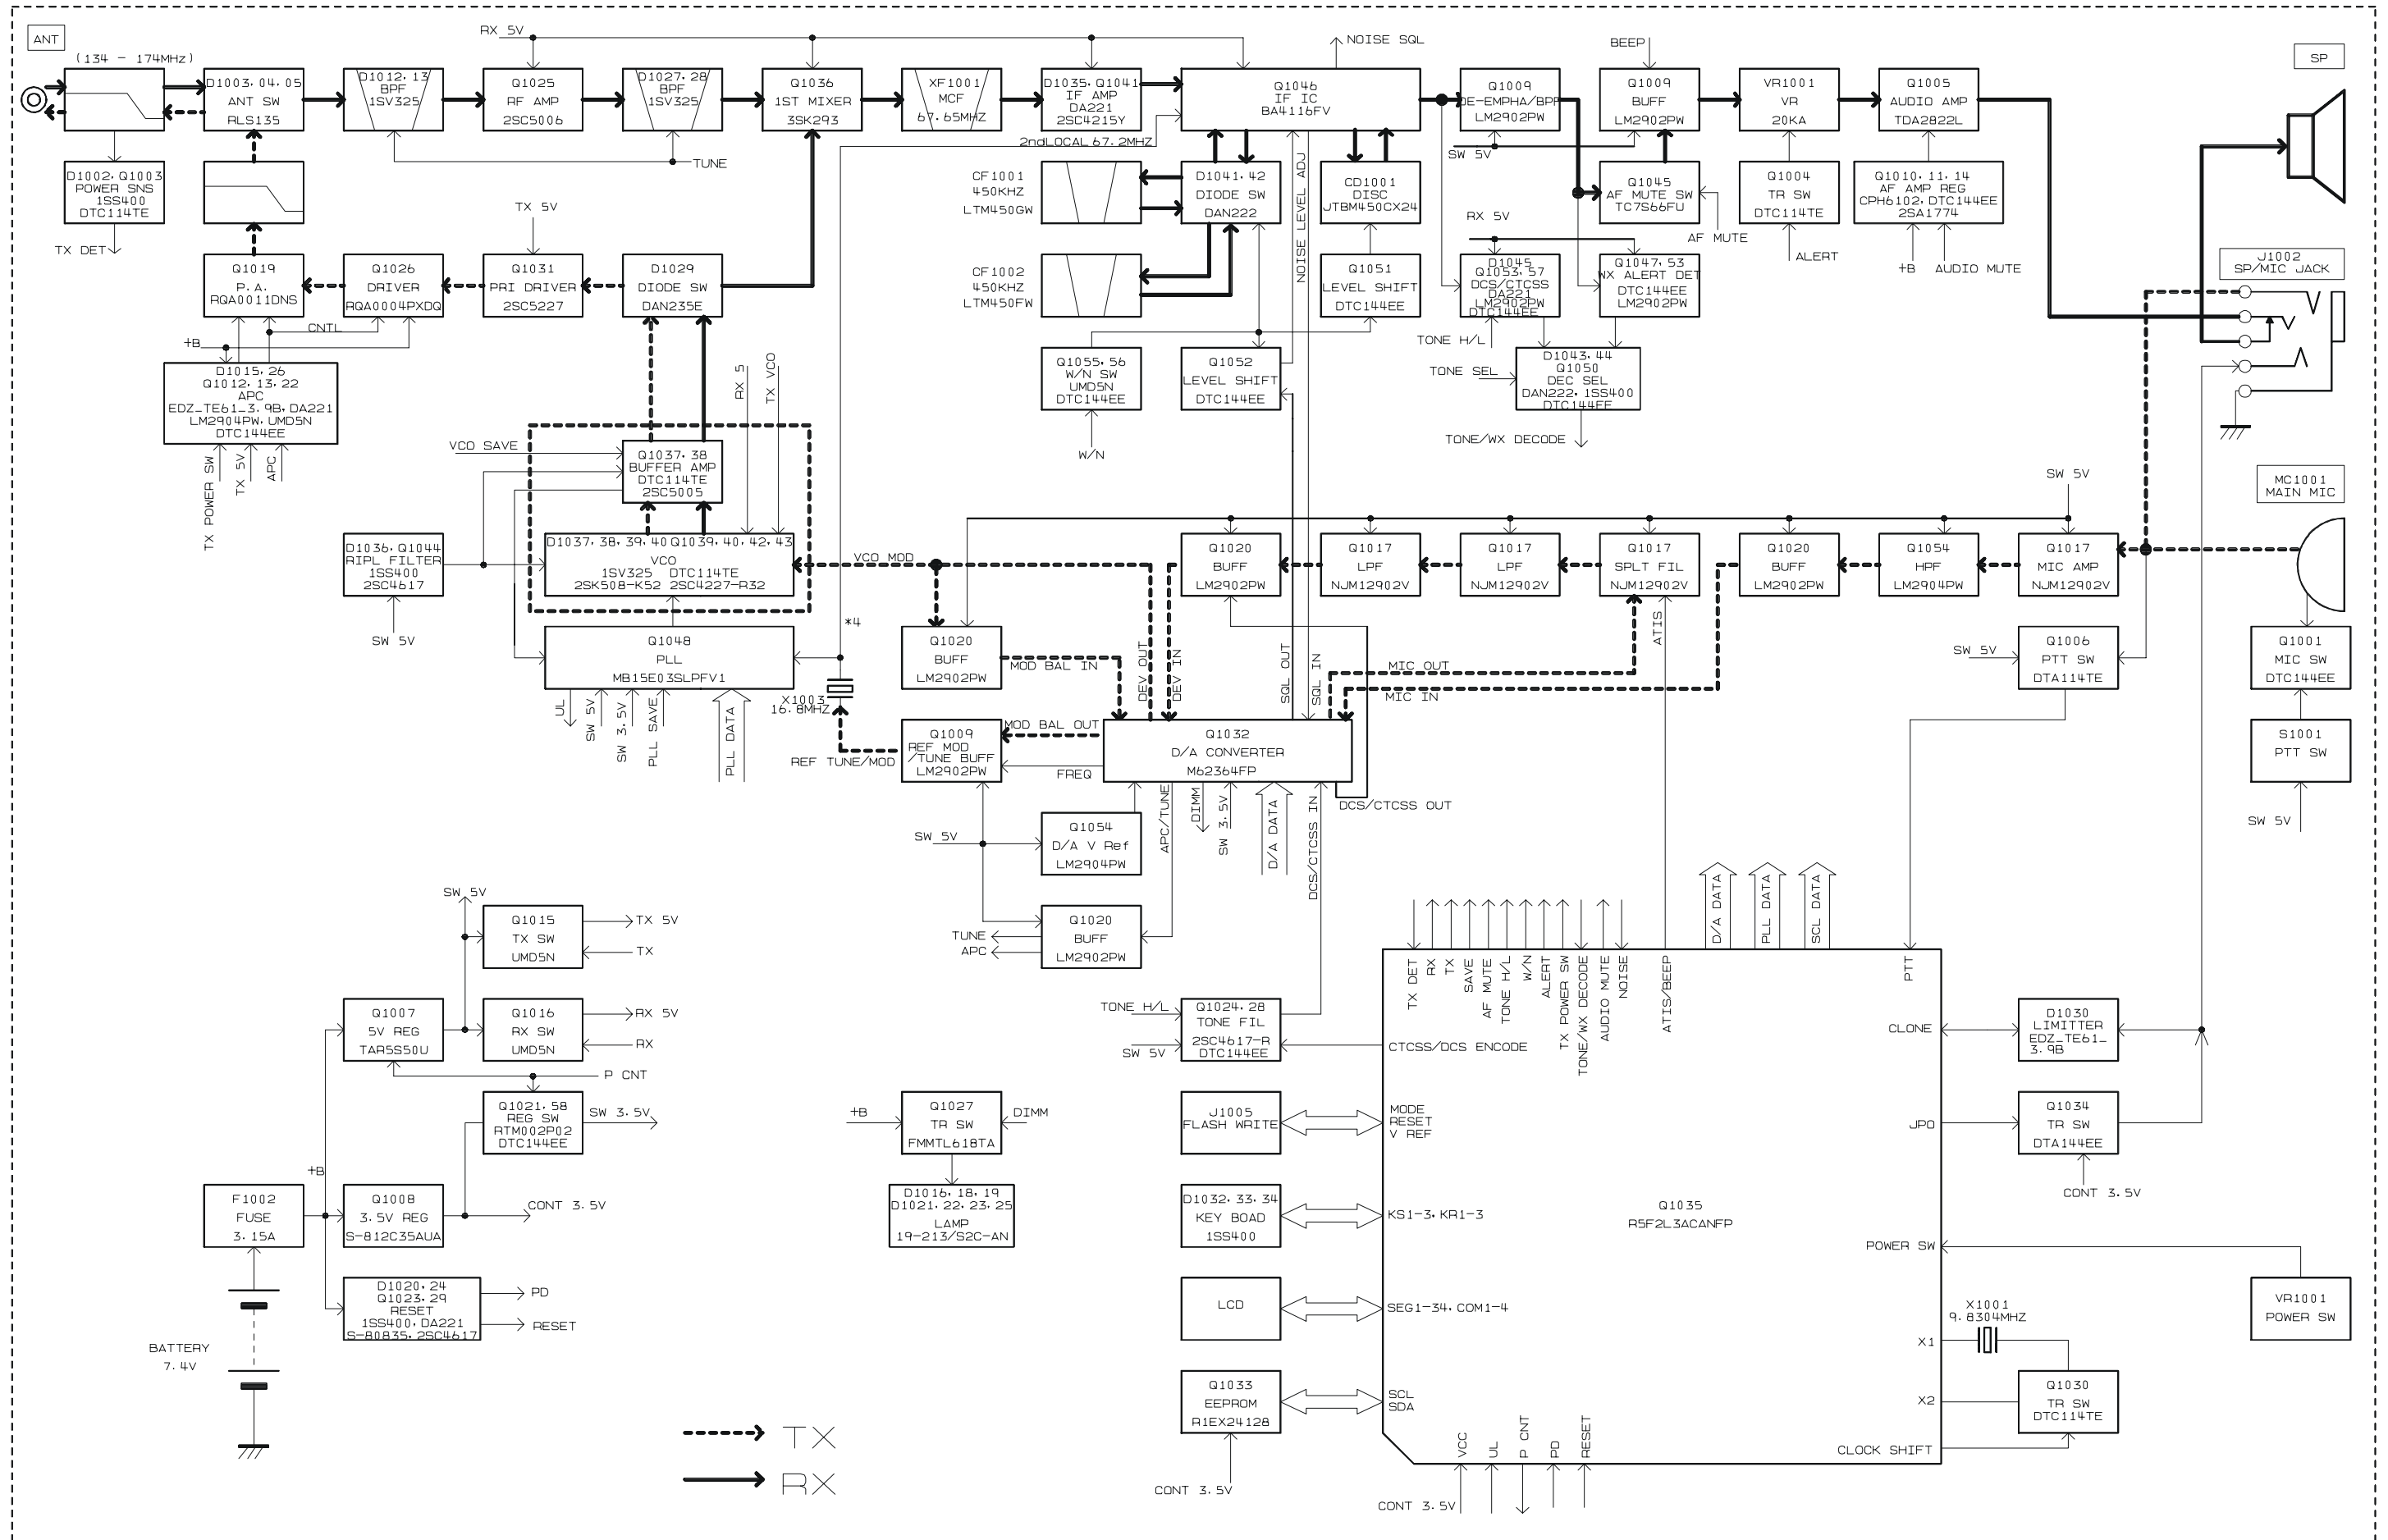 ANT
(134 - 174MHz)
D1003,04,05
ANT SW
RLS135
D1012,13
BPF
1SV325
RX 5V
Q1025
RF AMP
2SC5006
D1027,28
BPF
1SV325
Q1036
1ST MIXER
3SK293
XF1001
MCF
67.65MHZ
D1035,Q1041
IF AMP
DA221
2SC4215Y
Q1046
IF IC
BA4116FV
NOISE SQL
Q1009
DE-EMPHA/BPF
LM2902PW
BEEP
Q1009
BUFF
LM2902PW
VR1001
VR
20KA
Q1005
AUDIO AMP
TDA2822L
SP
TUNE
2ndLOCAL 67.2MHZ
SW 5V
D1002,Q1003
POWER SNS
1SS400
DTC114TE
TX DET
TX 5V
CF1001
450KHZ
LTM450GW
D1041,42
DIODE SW
DAN222
NOISE LEVEL ADJ
CD1001
DISC
JTBM450CX24
RX 5V
Q1045
AF MUTE SW
TC7S66FU
AF MUTE
Q1004
TR SW
DTC114TE
ALERT
Q1010,11,14
AF AMP REG
CPH6102,DTC144EE
2SA1774
+B
AUDIO MUTE
J1002
SP/MIC JACK
Q1019
P.A.
RQA0011DNS
Q1026
DRIVER
RQA0004PXDQ
Q1031
PRI DRIVER
2SC5227
D1029
DIODE SW
DAN235E
CF1002
450KHZ
LTM450FW
Q1051
LEVEL SHIFT
DTC144EE
D1045
Q1053,57
DCS/CTCSS
DA221
LM2902PW
DTC144EE
Q1047,53
WX ALERT DET
DTC144EE
LM2902PW
CNTL
+B
TONE H/L
D1015,26
Q1012,13,22
APC
EDZ_TE61_3.9B,DA221
LM2904PW,UMD5N
DTC144EE
TX POWER SW
TX 5V
APC
RX 5
TX VCO
Q1055,56
W/N SW
UMD5N
DTC144EE
W/N
Q1052
LEVEL SHIFT
DTC144EE
TONE SEL
D1043,44
Q1050
DEC SEL
DAN222,1SS400
DTC144EE
TONE/WX DECODE
VCO SAVE
Q1037,38
BUFFER AMP
DTC114TE
2SC5005
SW 5V
MC1001
MAIN MIC
D1036,Q1044
RIPL FILTER
1SS400
2SC4617
SW 5V
D1037,38,39,40 Q1039,40,42,43
VCO
1SV325 DTC114TE
2SK508-K52 2SC4227-R32
VCO MOD
Q1020
BUFF
LM2902PW
Q1017
LPF
NJM12902V
Q1017
LPF
NJM12902V
Q1017
SPLT FIL
NJM12902V
Q1020
BUFF
LM2902PW
Q1054
HPF
LM2904PW
Q1017
MIC AMP
NJM12902V
Q1048
PLL
MB15E03SLPFV1
UL
SW 5V
SW 3.5V
PLL SAVE
PLL DATA
*4
X1003
16.8MHZ
Q1020
BUFF
LM2902PW
MOD BAL IN
DEV OUT
DEV IN
SQL OUT
SQL IN
MIC OUT
MIC IN
ATIS
SW 5V
Q1006
PTT SW
DTA114TE
Q1001
MIC SW
DTC144EE
REF TUNE/MOD
Q1009
REF MOD
/TUNE BUFF
LM2902PW
MOD BAL OUT
FREQ
Q1032
D/A CONVERTER
M62364FP
S1001
PTT SW
SW 5V
DCS/CTCSS OUT
SW 5V
Q1054
D/A V Ref
LM2904PW
APC/TUNE
DIMM
SW 3.5V
D/A DATA
DCS/CTCSS IN
Q1020
BUFF
LM2902PW
TUNE
APC
SW 5V
Q1015
TX SW
UMD5N
TX 5V
TX
Q1007
5V REG
TAR5S50U
Q1016
RX SW
UMD5N
RX 5V
RX
P CNT
Q1021,58
REG SW
RTM002P02
DTC144EE
SW 3.5V
+B
F1002
FUSE
3.15A
Q1008
3.5V REG
S-812C35AUA
CONT 3.5V
D1020,24
Q1023,29
RESET
1SS400,DA221
S-80835,2SC4617
PD
RESET
BATTERY
7.4V
+B
Q1027
TR SW
FMMTL618TA
DIMM
D1016,18,19
D1021,22,23,25
LAMP
19-213/S2C-AN
TONE H/L
SW 5V
Q1024,28
TONE FIL
2SC4617-R
DTC144EE
J1005
FLASH WRITE
D1032,33,34
KEY BOAD
1SS400
LCD
Q1033
EEPROM
R1EX24128
CONT 3.5V
D/A DATA
PLL DATA
SCL DATA
TX DET
RX
TX
SAVE
AF MUTE
TONE H/L
W/N
ALERT
TX POWER SW
TONE/WX DECODE
AUDIO MUTE
NOISE
ATIS/BEEP
PTT
CTCSS/DCS ENCODE
MODE
RESET
V REF
KS1-3,KR1-3
SEG1-34,COM1-4
SCL
SDA
Q1035
R5F2L3ACANFP
CLONE
JPO
POWER SW
X1
X2
CLOCK SHIFT
VCC
UL
P CNT
PD
RESET
CONT 3.5V
D1030
LIMITTER
EDZ_TE61_
3.9B
Q1034
TR SW
DTA144EE
CONT 3.5V
VR1001
POWER SW
X1001
9.8304MHZ
Q1030
TR SW
DTC114TE
TX
RX